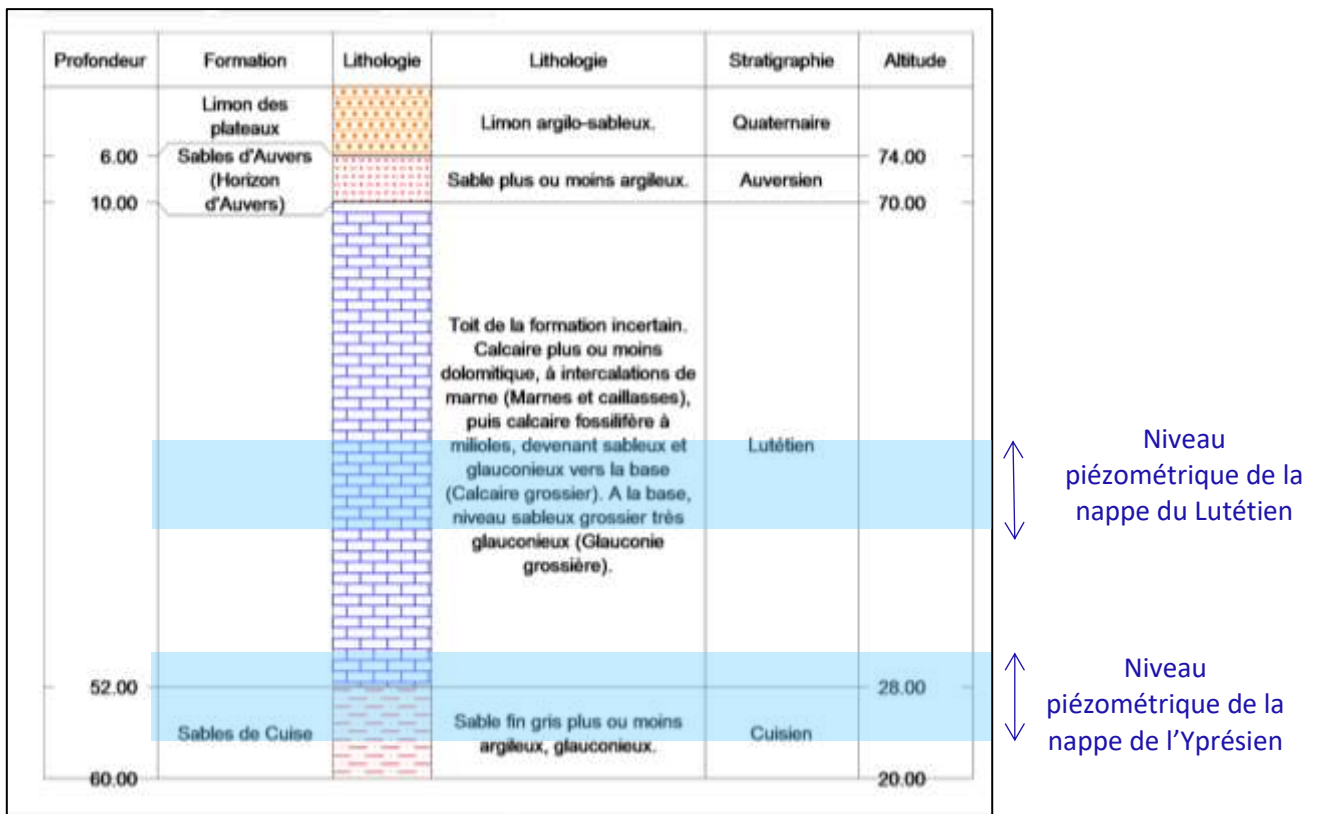 Profondeur Formation Lithologie Lithologie Stratigraphie Altitude
Limon des
plateaux
Limon argilo-sableux.
Quaternaire
6.00
74.00
Sables d'Auvers
(Horizon
d'Auvers)
Sable plus ou moins argileux.
Auversien
10.00
70.00
Toit de la formation incertain.
Calcaire plus ou moins
dolomitique, à intercalations de
marne (Marnes et caillasses),
puis calcaire fossilifère à
milioles, devenant sableux et
glauconieux vers la base
(Calcaire grossier). A la base,
niveau sableux grossier très
glauconieux (Glauconie
grossière).
Lutétien
Niveau
piézométrique de la
nappe du Lutétien
52.00
28.00
Sables de Cuise
Sable fin gris plus ou moins
argileux, glauconieux.
Cuisien
Niveau
piézométrique de la
nappe de l'Yprésien
60.00
20.00